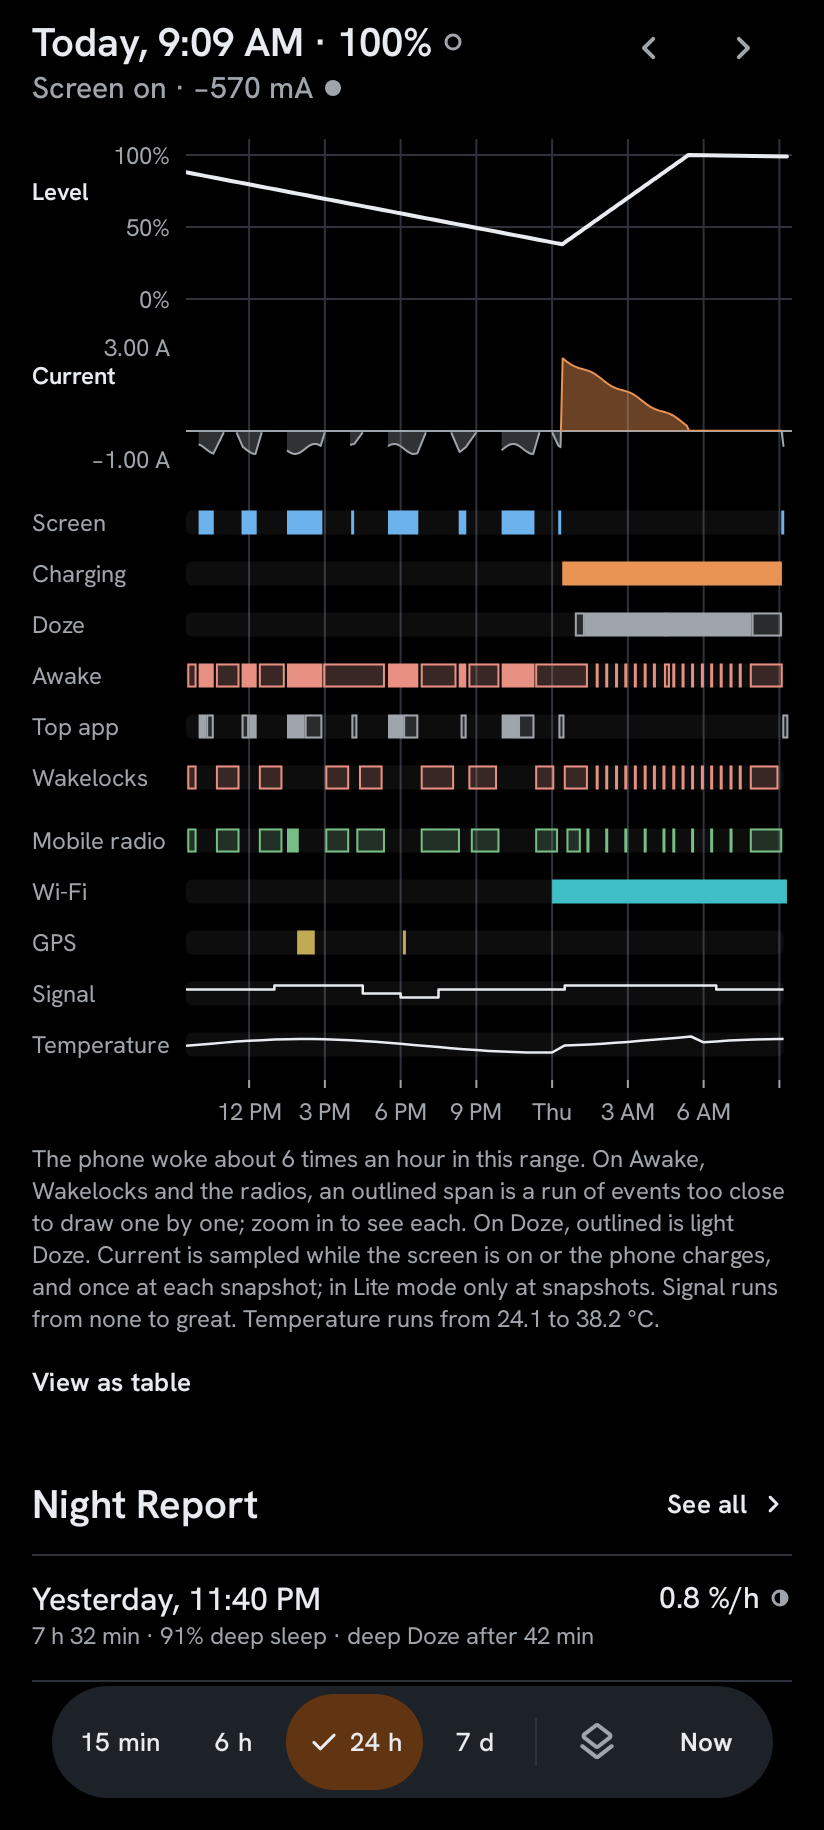 Today, 9:09 AM · 100%
Screen on · −570 mA
100%
Level
50%
0%
3.00 A
Current
−1.00 A
Screen
Charging
Doze
Awake
Top app
Wakelocks
Mobile radio
Wi-Fi
GPS
Signal
Temperature
12 PM 3 PM 6 PM 9 PM Thu 3 AM 6 AM
The phone woke about 6 times an hour in this range. On Awake,
Wakelocks and the radios, an outlined span is a run of events too close
to draw one by one; zoom in to see each. On Doze, outlined is light
Doze. Current is sampled while the screen is on or the phone charges,
and once at each snapshot; in Lite mode only at snapshots. Signal runs
from none to great. Temperature runs from 24.1 to 38.2 °C.
View as table
Night Report See all
Yesterday, 11:40 PM 0.8 %/h
7 h 32 min · 91% deep sleep · deep Doze after 42 min
15 min 6 h 24 h 7 d Now